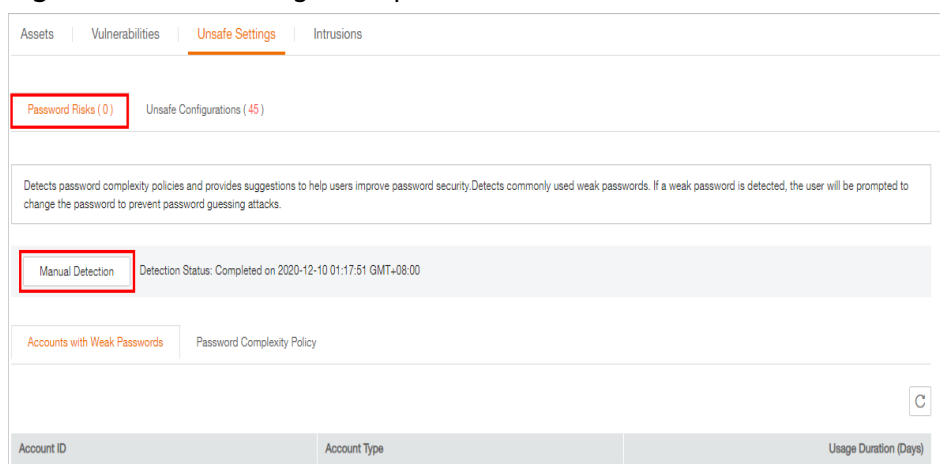 Assets Vulnerabilities Unsafe Settings Intrusions
Password Risks ( 0 ) Unsafe Configurations ( 45 )
Detects password complexity policies and provides suggestions to help users improve password security.Detects commonly used weak passwords. If a weak password is detected, the user will be prompted to
change the password to prevent password guessing attacks.
Manual Detection Detection Status: Completed on 2020-12-10 01:17:51 GMT+08:00
Accounts with Weak Passwords Password Complexity Policy
Account ID Account Type Usage Duration (Days)